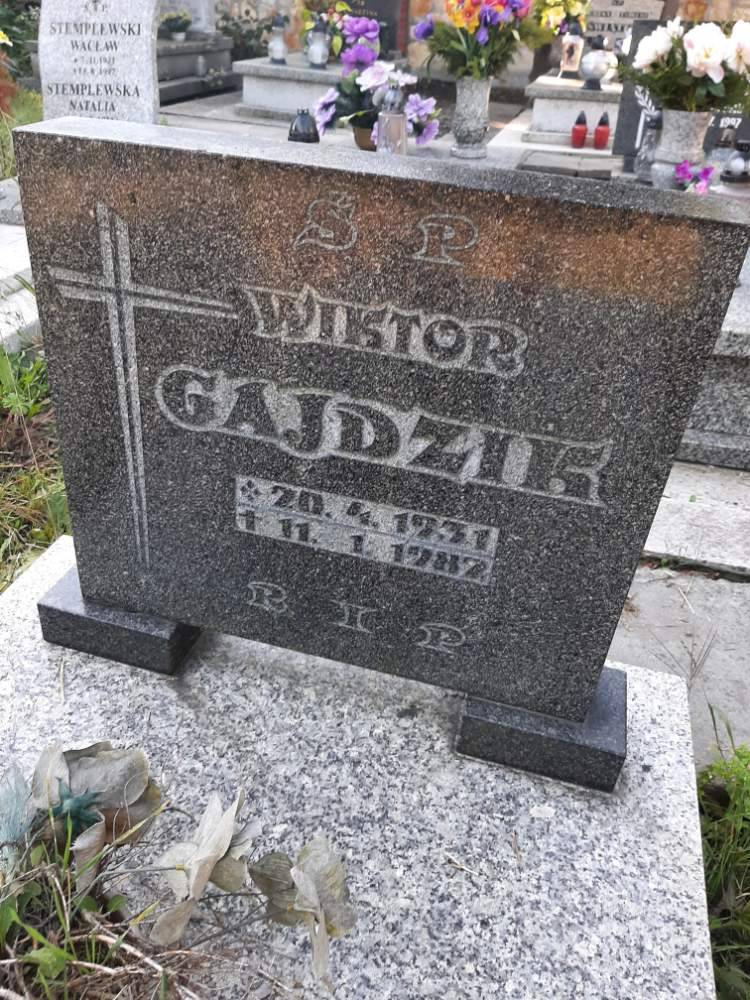 Ś.†P.
STEMPLEWSKI
WACŁAW
STEMPLEWSKA
NATALIA
Ś P
WIKTOR
GAJDZIK
* 20. 4. 1931
† 11. 1. 1987
R I P